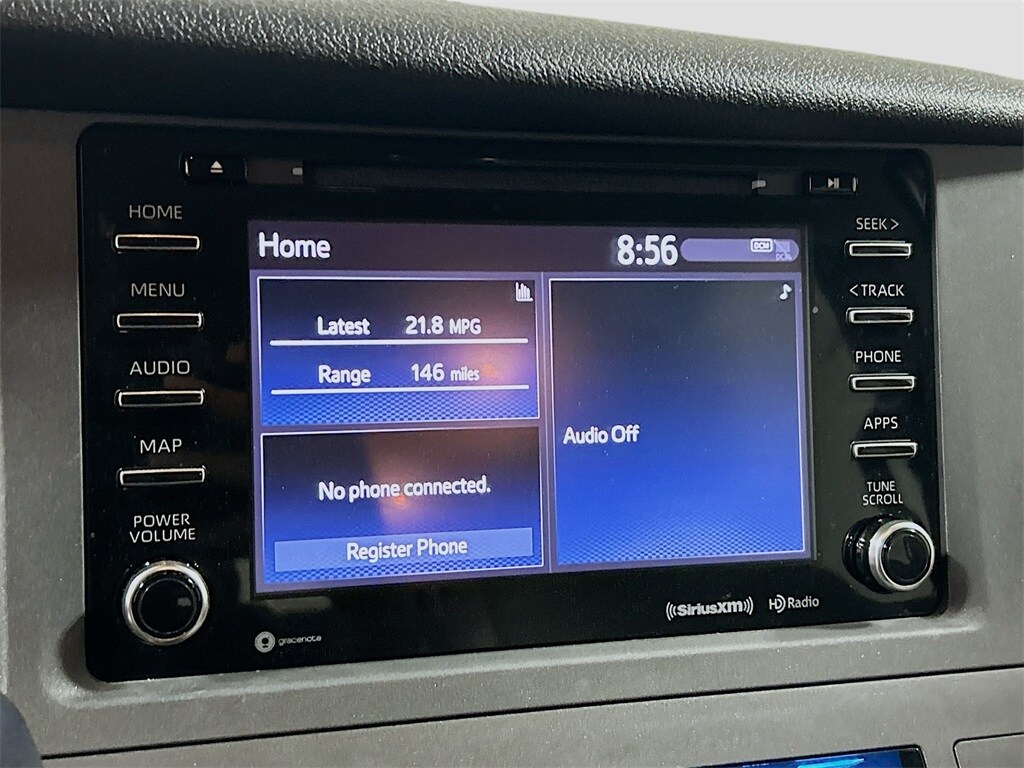 HOME
MENU
AUDIO
MAP
POWER
VOLUME
Home
8:56
DCM
Latest 21.8 MPG
Range 146 miles
No phone connected.
Register Phone
Audio Off
SEEK >
< TRACK
PHONE
APPS
TUNE
SCROLL
gracenote
((SiriusXM))
HD Radio